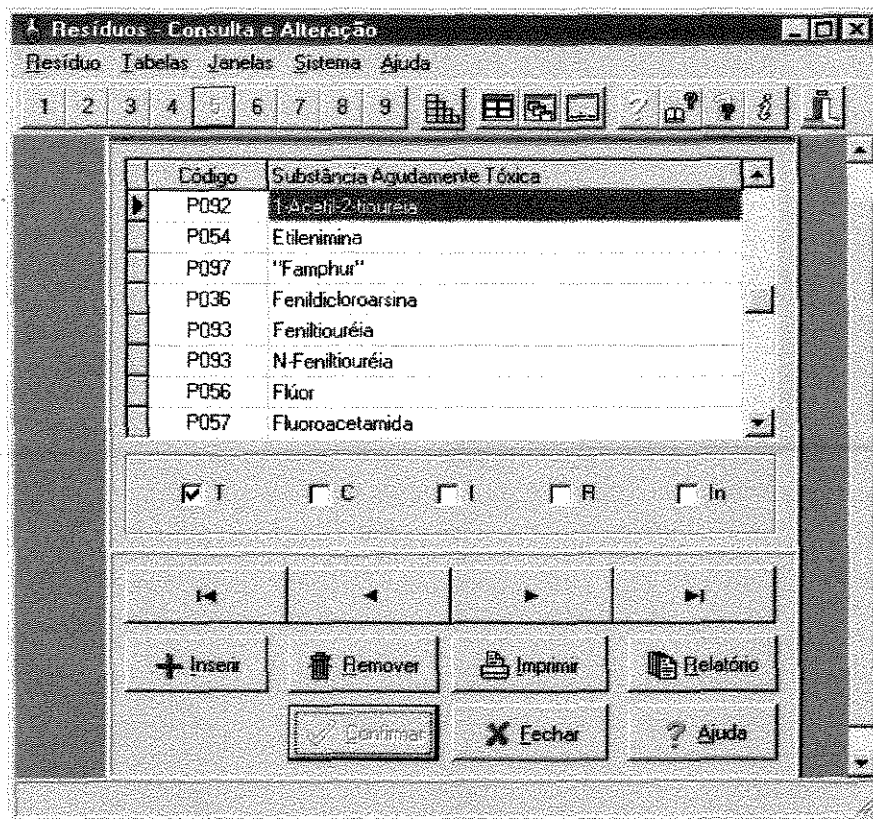 Resíduos - Consulta e Alteração
Resíduo Tabelas Janelas Sistema Ajuda
1 2 3 4 5 6 7 8 9
Código Substância Agudamente Tóxica
P092 1-Acetil-2-tiouréia
P054 Etilenimina
P097 "Famphur"
P036 Fenildicloroarsina
P093 Feniltiouréia
P093 N-Feniltiouréia
P056 Flúor
P057 Fluoroacetamida
T C I R In
Inserir Remover Imprimir Relatório
Confirmar Fechar Ajuda